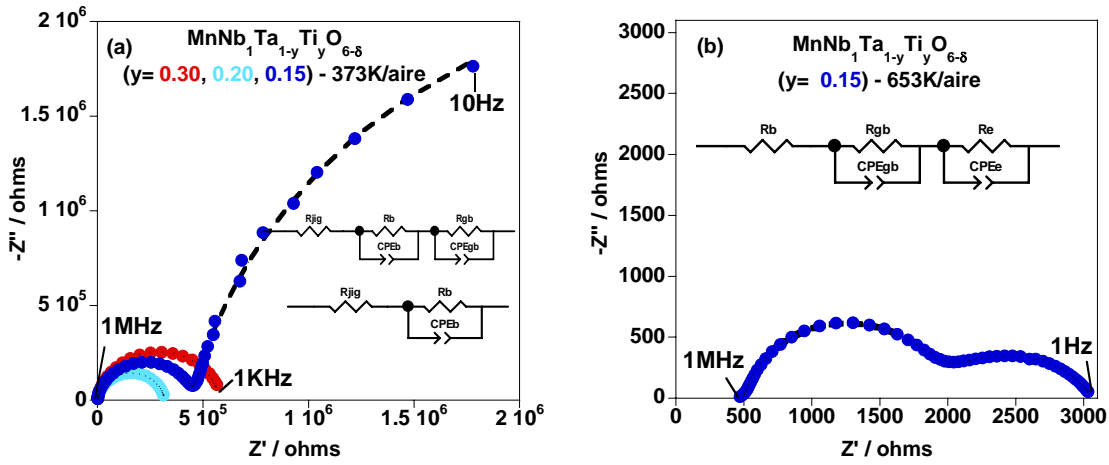 (a)
MnNb₁Ta₁₋yTiyO₆₋δ
(y= 0.30, 0.20, 0.15) - 373K/aire
-Z'' / ohms
2 10⁶
1.5 10⁶
1 10⁶
5 10⁵
0
10Hz
Rjig
Rb
Rgb
CPEb
CPEgb
Rjig
Rb
CPEb
1MHz
1KHz
0
5 10⁵
1 10⁶
1.5 10⁶
2 10⁶
Z' / ohms
(b)
MnNb₁Ta₁₋yTiyO₆₋δ
(y= 0.15) - 653K/aire
-Z'' / ohms
3000
2500
2000
1500
1000
500
0
Rb
Rgb
Re
CPEgb
CPEe
1MHz
1Hz
0
500
1000
1500
2000
2500
3000
Z' / ohms